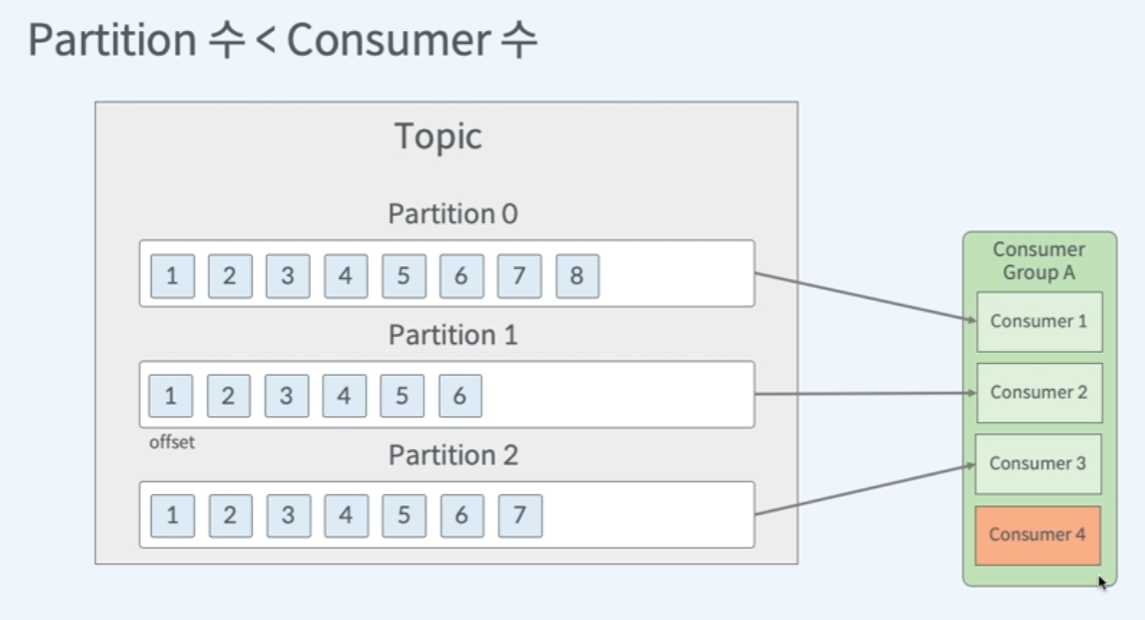 Partition 수 < Consumer 수
Topic
Partition 0
1 2 3 4 5 6 7 8
Partition 1
1 2 3 4 5 6
offset
Partition 2
1 2 3 4 5 6 7
Consumer
Group A
Consumer 1
Consumer 2
Consumer 3
Consumer 4